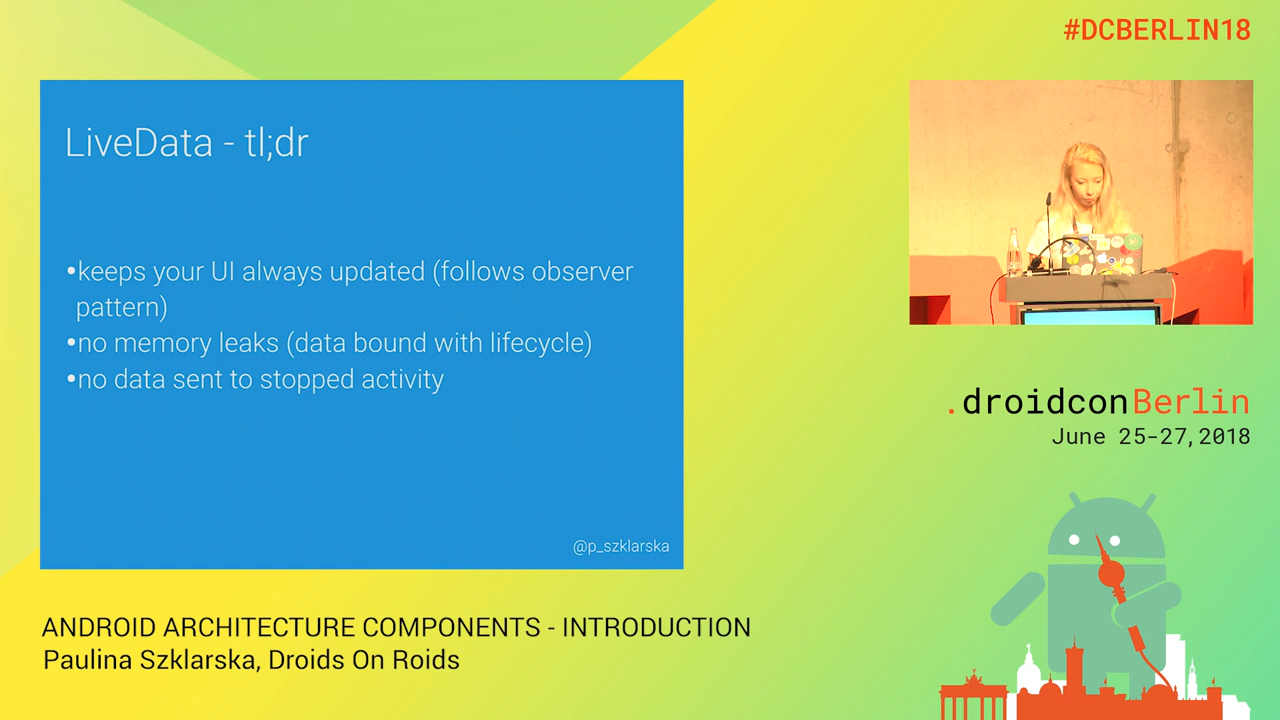 #DCBERLIN18
LiveData - tl;dr
•keeps your UI always updated (follows observer
pattern)
•no memory leaks (data bound with lifecycle)
•no data sent to stopped activity
@p_szklarska
.droidconBerlin
June 25-27,2018
ANDROID ARCHITECTURE COMPONENTS - INTRODUCTION
Paulina Szklarska, Droids On Roids